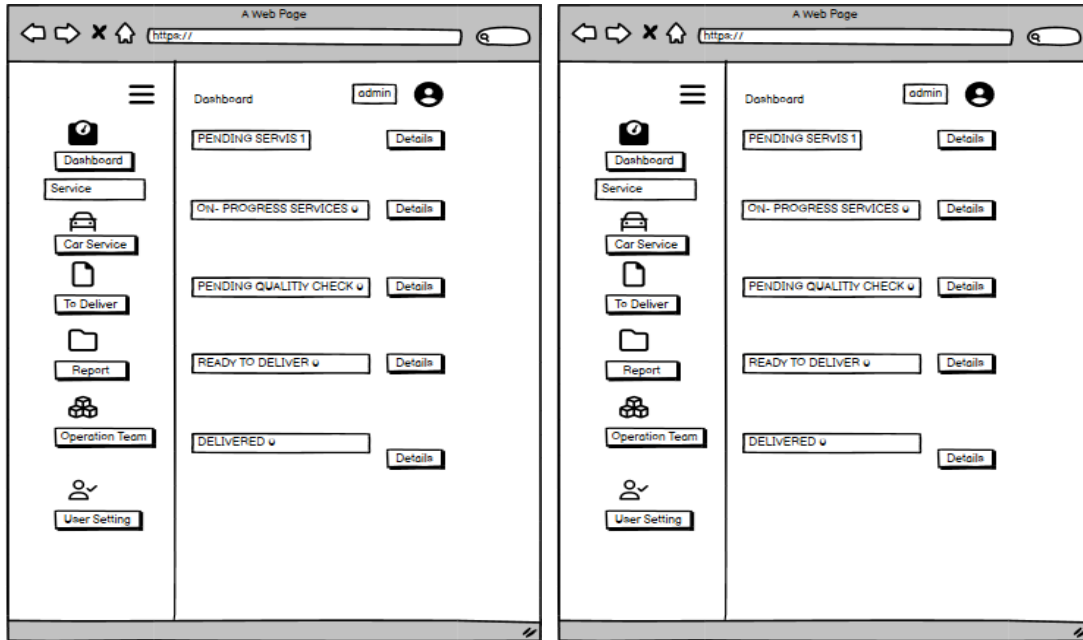 A Web Page
https://
Dashboard
admin
Dashboard
Service
Car Service
To Deliver
Report
Operation Team
User Setting
PENDING SERVIS 1
Details
ON- PROGRESS SERVICES 0
Details
PENDING QUALITIY CHECK 0
Details
READY TO DELIVER 0
Details
DELIVERED 0
Details
A Web Page
https://
Dashboard
admin
Dashboard
Service
Car Service
To Deliver
Report
Operation Team
User Setting
PENDING SERVIS 1
Details
ON- PROGRESS SERVICES 0
Details
PENDING QUALITIY CHECK 0
Details
READY TO DELIVER 0
Details
DELIVERED 0
Details